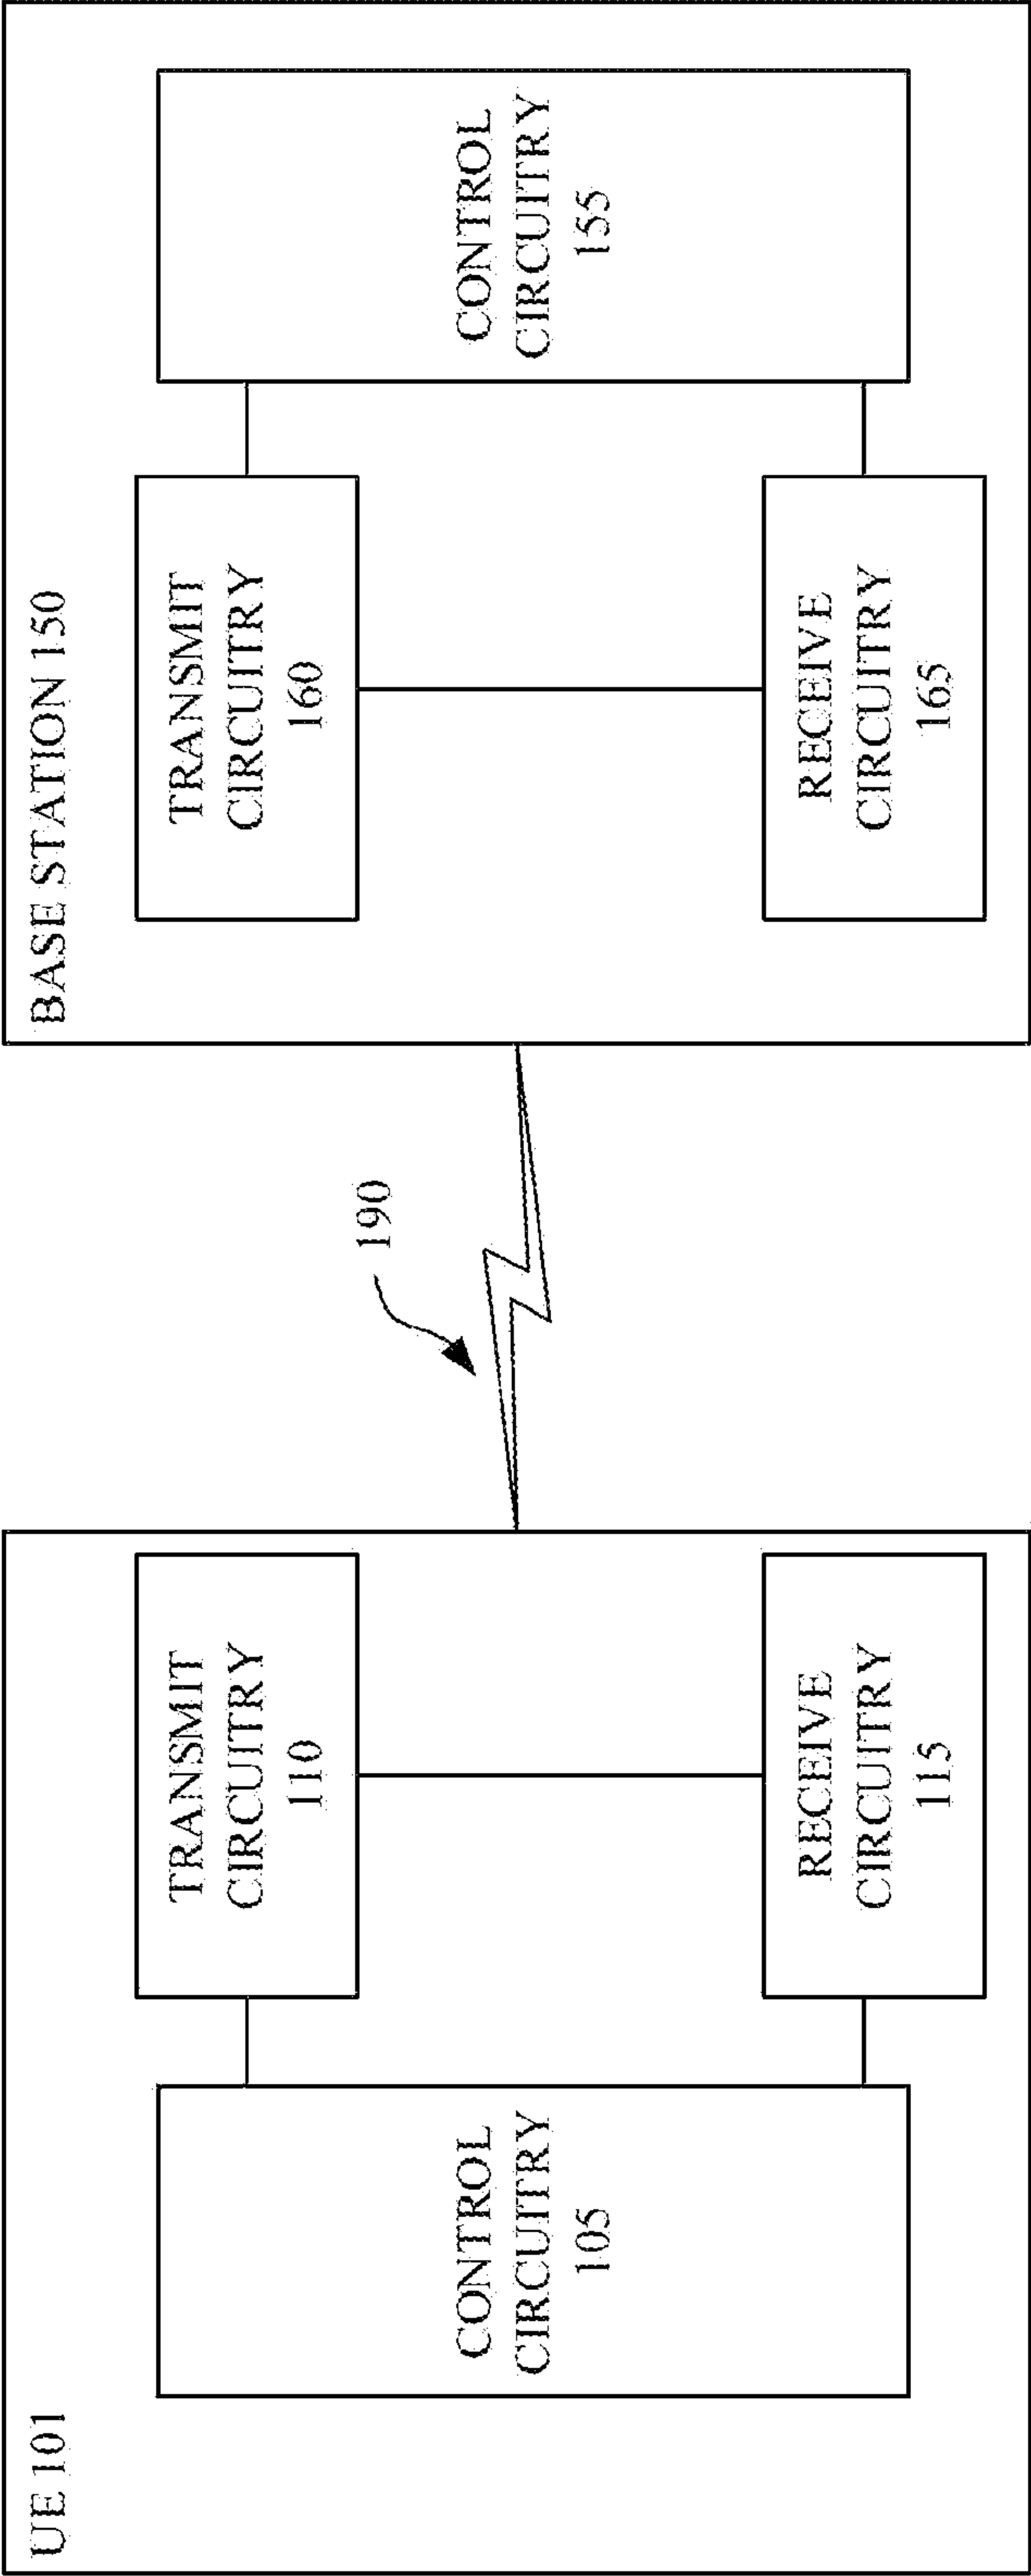 UE 101
CONTROL
CIRCUITRY
105
TRANSMIT
CIRCUITRY
110
RECEIVE
CIRCUITRY
115
190
BASE STATION 150
TRANSMIT
CIRCUITRY
160
RECEIVE
CIRCUITRY
165
CONTROL
CIRCUITRY
155